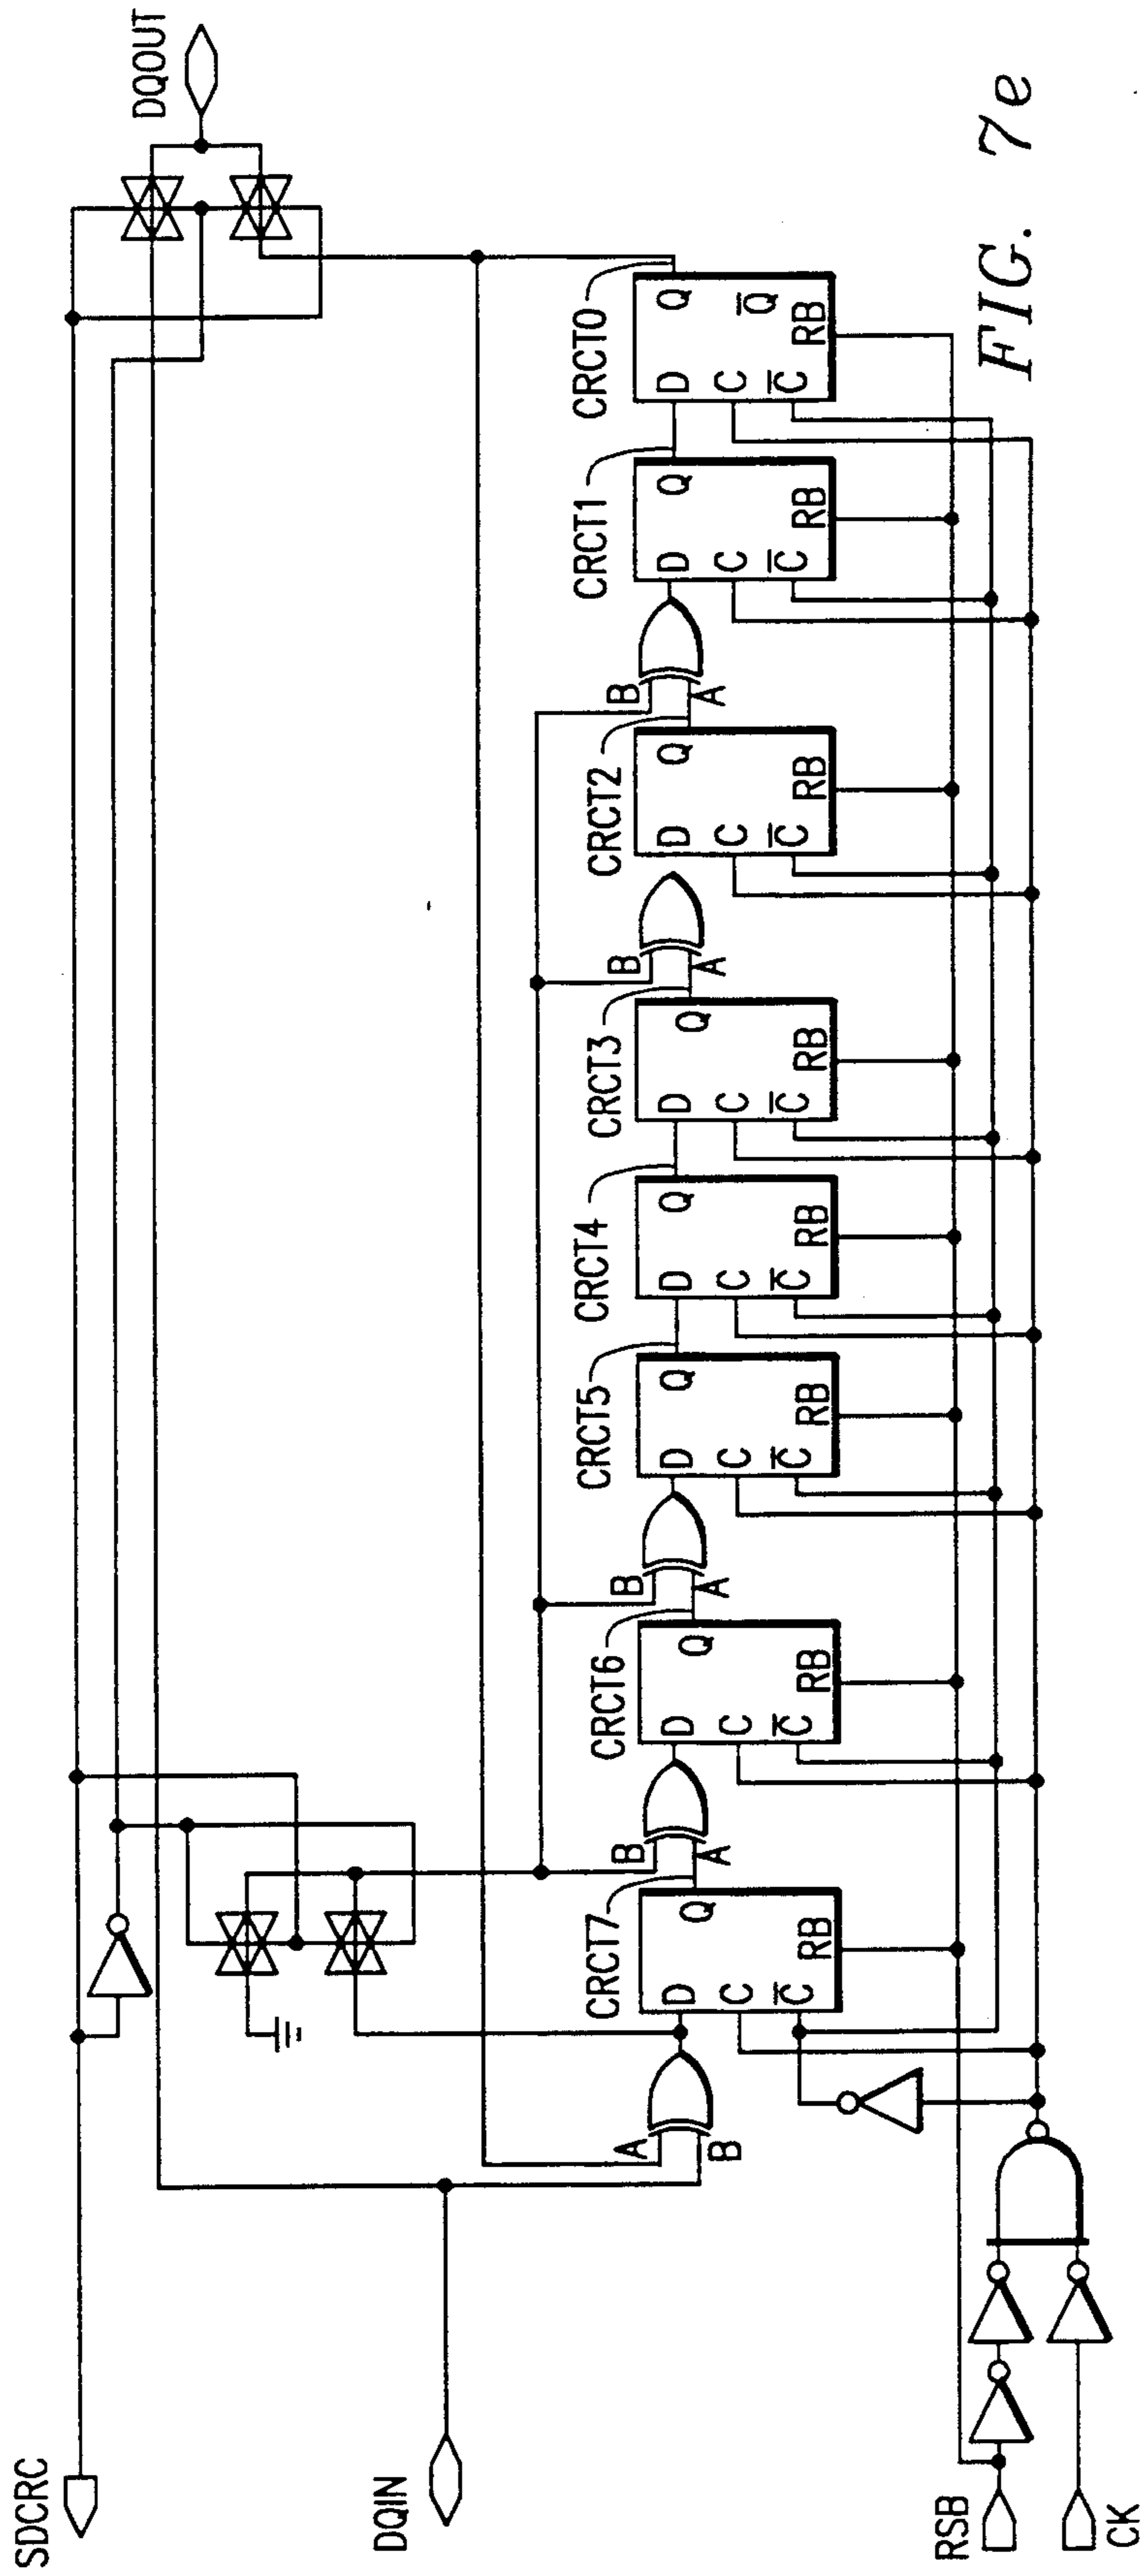 SDCRC
DQIN
RSB
CK
DQOUT
A
B
CRCT7
D
Q
C
C̅
RB
B
A
CRCT6
D
Q
C
C̅
RB
B
A
CRCT5
D
Q
C
C̅
RB
CRCT4
D
Q
C
C̅
RB
CRCT3
D
Q
C
C̅
RB
B
A
CRCT2
D
Q
C
C̅
RB
B
A
CRCT1
D
Q
C
C̅
RB
CRCT0
D
Q
C
Q̅
C̅
RB
FIG. 7e